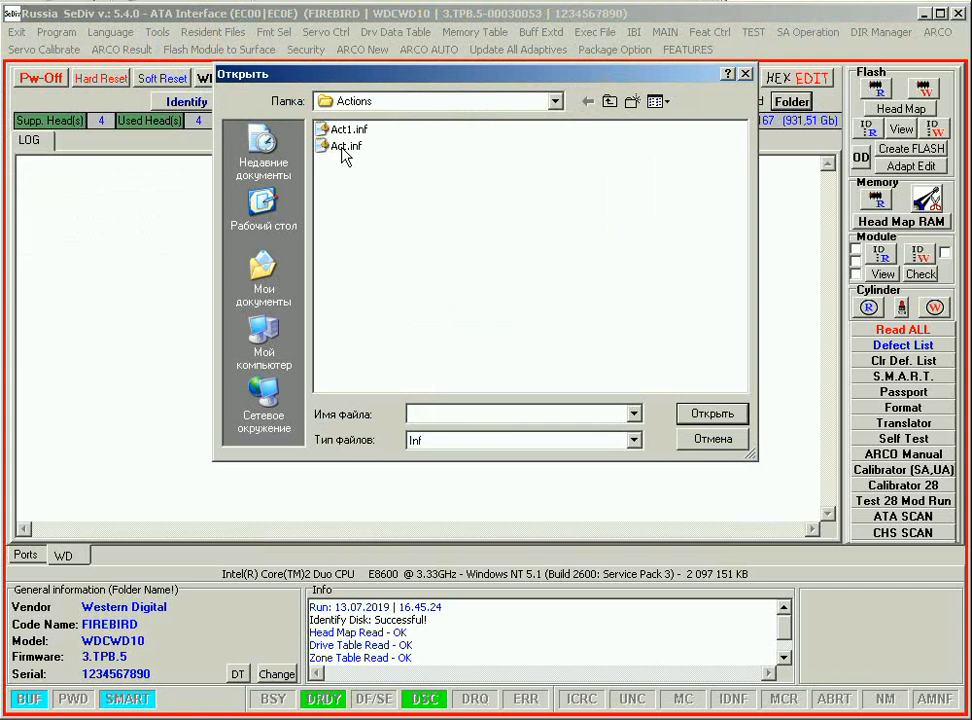 SeDiv Russia SeDiv v.: 5.4.0 - ATA Interface (EC00|EC0E) (FIREBIRD | WDCWD10 | 3.TPB.5-00030053 | 1234567890)
Exit Program Language Tools Resident Files Fmt Sel Servo Ctrl Drv Data Table Memory Table Buff Extd Exec File IBI MAIN Feat Ctrl TEST SA Operation DIR Manager ARCO
Servo Calibrate ARCO Result Flash Module to Surface Security ARCO New ARCO AUTO Update All Adaptives Package Option FEATURES
Pw-Off Hard Reset Soft Reset HEX EDIT
Identify Folder
Supp. Head(s) 4 Used Head(s) 4 167 (931,51 Gb)
LOG
Открыть
Папка: Actions
Act1.inf
Act.inf
Недавние документы
Рабочий стол
Мои документы
Мой компьютер
Сетевое окружение
Имя файла: Открыть
Тип файлов: Inf Отмена
Flash
R W
Head Map
ID R View ID W
OD Create FLASH
Adapt Edit
Memory
R
Head Map RAM
Module
ID R ID W
View Check
Cylinder
R W
Read ALL
Defect List
Clr Def. List
S.M.A.R.T.
Passport
Format
Translator
Self Test
ARCO Manual
Calibrator (SA,UA)
Calibrator 28
Test 28 Mod Run
ATA SCAN
CHS SCAN
Ports WD
Intel(R) Core(TM)2 Duo CPU E8600 @ 3.33GHz - Windows NT 5.1 (Build 2600: Service Pack 3) - 2 097 151 KB
General information (Folder Name!)
Vendor Western Digital
Code Name: FIREBIRD
Model: WDCWD10
Firmware: 3.TPB.5
Serial: 1234567890 DT Change
Info
Run: 13.07.2019 | 16.45.24
Identify Disk: Successful!
Head Map Read - OK
Drive Table Read - OK
Zone Table Read - OK
BUF PWD SMART BSY DRDY DF/SE DSC DRQ ERR ICRC UNC MC IDNF MCR ABRT NM AMNF